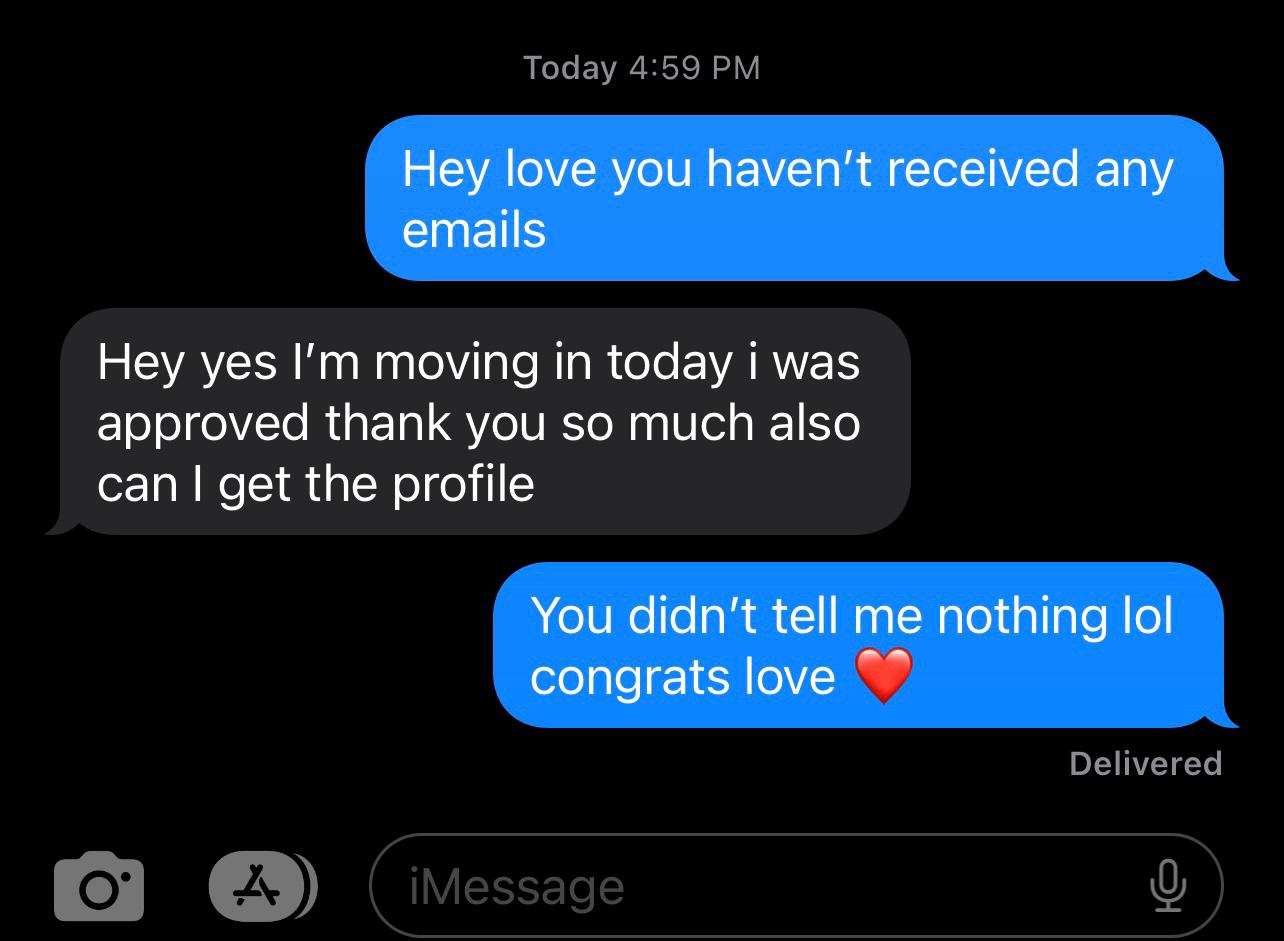 Today 4:59 PM
Hey love you haven’t received any
emails
Hey yes I’m moving in today i was
approved thank you so much also
can I get the profile
You didn’t tell me nothing lol
congrats love ❤️
Delivered
iMessage